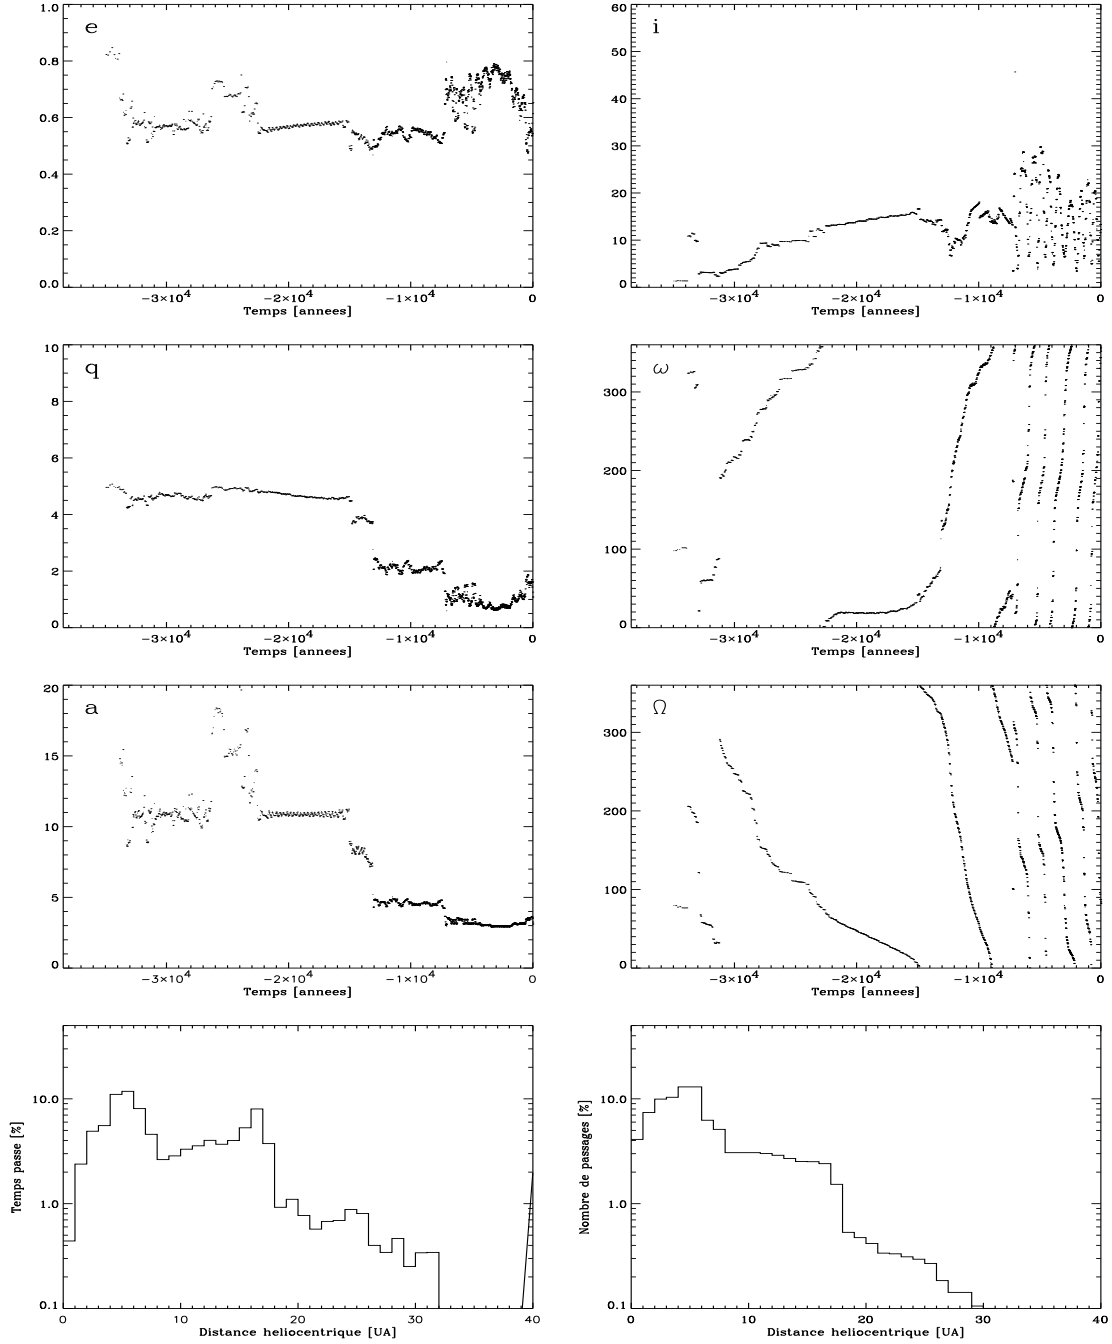 e
1.0
0.8
0.6
0.4
0.2
0.0
−3×10⁴ −2×10⁴ −1×10⁴ 0
Temps [annees]
i
60
50
40
30
20
10
0
−3×10⁴ −2×10⁴ −1×10⁴ 0
Temps [annees]
q
10
8
6
4
2
0
−3×10⁴ −2×10⁴ −1×10⁴ 0
Temps [annees]
ω
300
200
100
0
−3×10⁴ −2×10⁴ −1×10⁴ 0
Temps [annees]
a
20
15
10
5
0
−3×10⁴ −2×10⁴ −1×10⁴ 0
Temps [annees]
Ω
300
200
100
0
−3×10⁴ −2×10⁴ −1×10⁴ 0
Temps [annees]
Temps passe [%]
10.0
1.0
0.1
0 10 20 30 40
Distance heliocentrique [UA]
Nombre de passages [%]
10.0
1.0
0.1
0 10 20 30 40
Distance heliocentrique [UA]